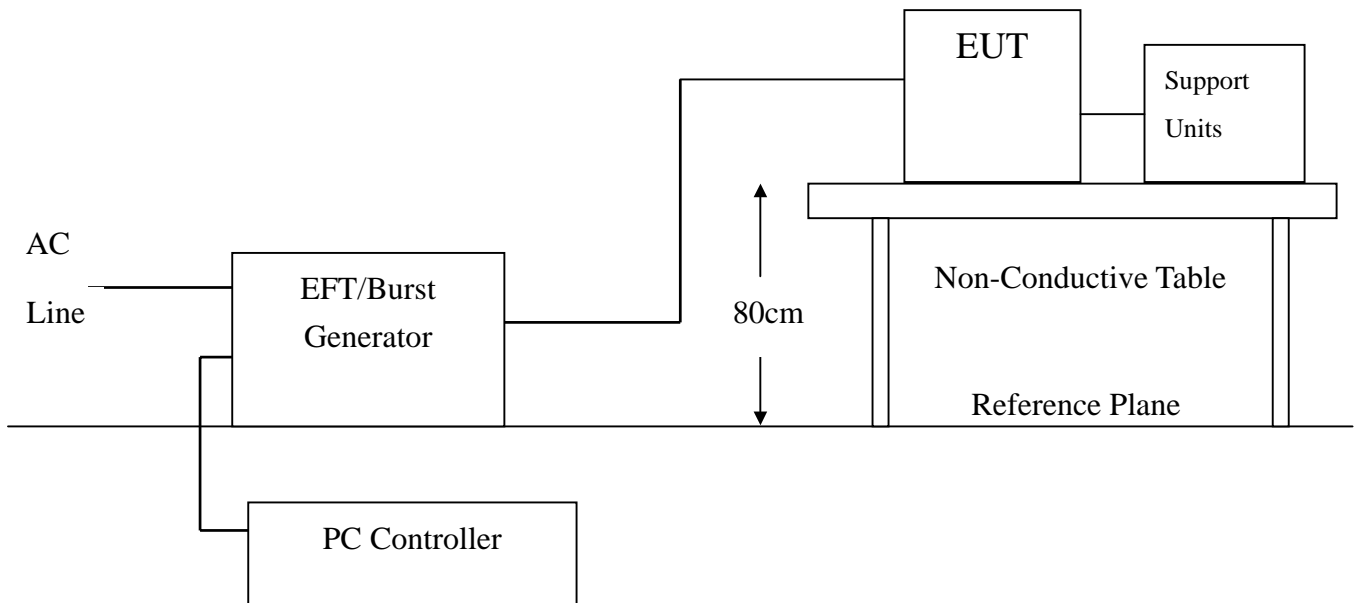 EUT
Support
Units
AC
Line
EFT/Burst
Generator
80cm
Non-Conductive Table
Reference Plane
PC Controller